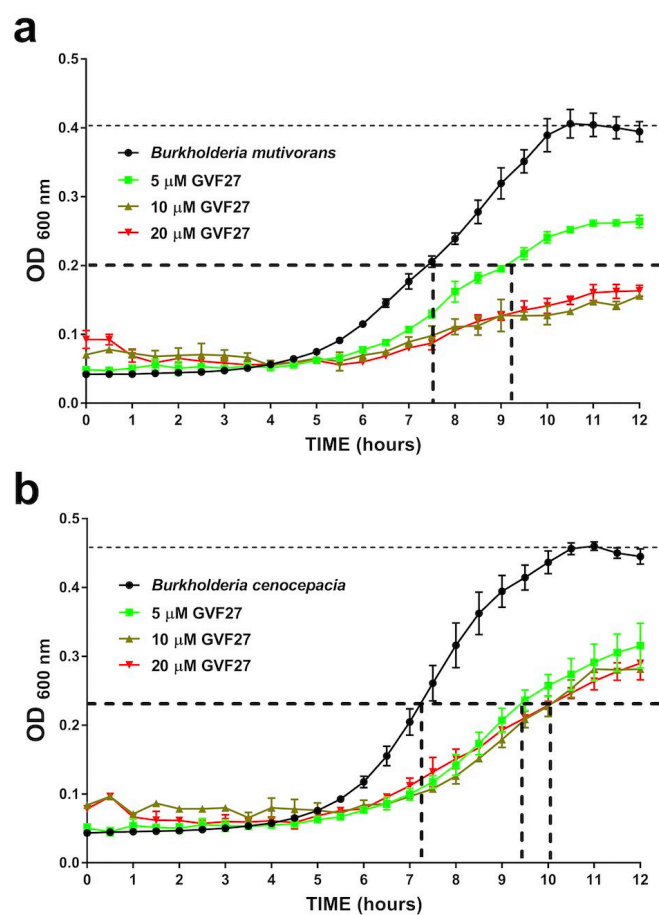 a
0.5
0.4
0.3
0.2
0.1
0.0
OD 600 nm
Burkholderia mutivorans
5 μM GVF27
10 μM GVF27
20 μM GVF27
0 1 2 3 4 5 6 7 8 9 10 11 12
TIME (hours)
b
0.5
0.4
0.3
0.2
0.1
0.0
OD 600 nm
Burkholderia cenocepacia
5 μM GVF27
10 μM GVF27
20 μM GVF27
0 1 2 3 4 5 6 7 8 9 10 11 12
TIME (hours)